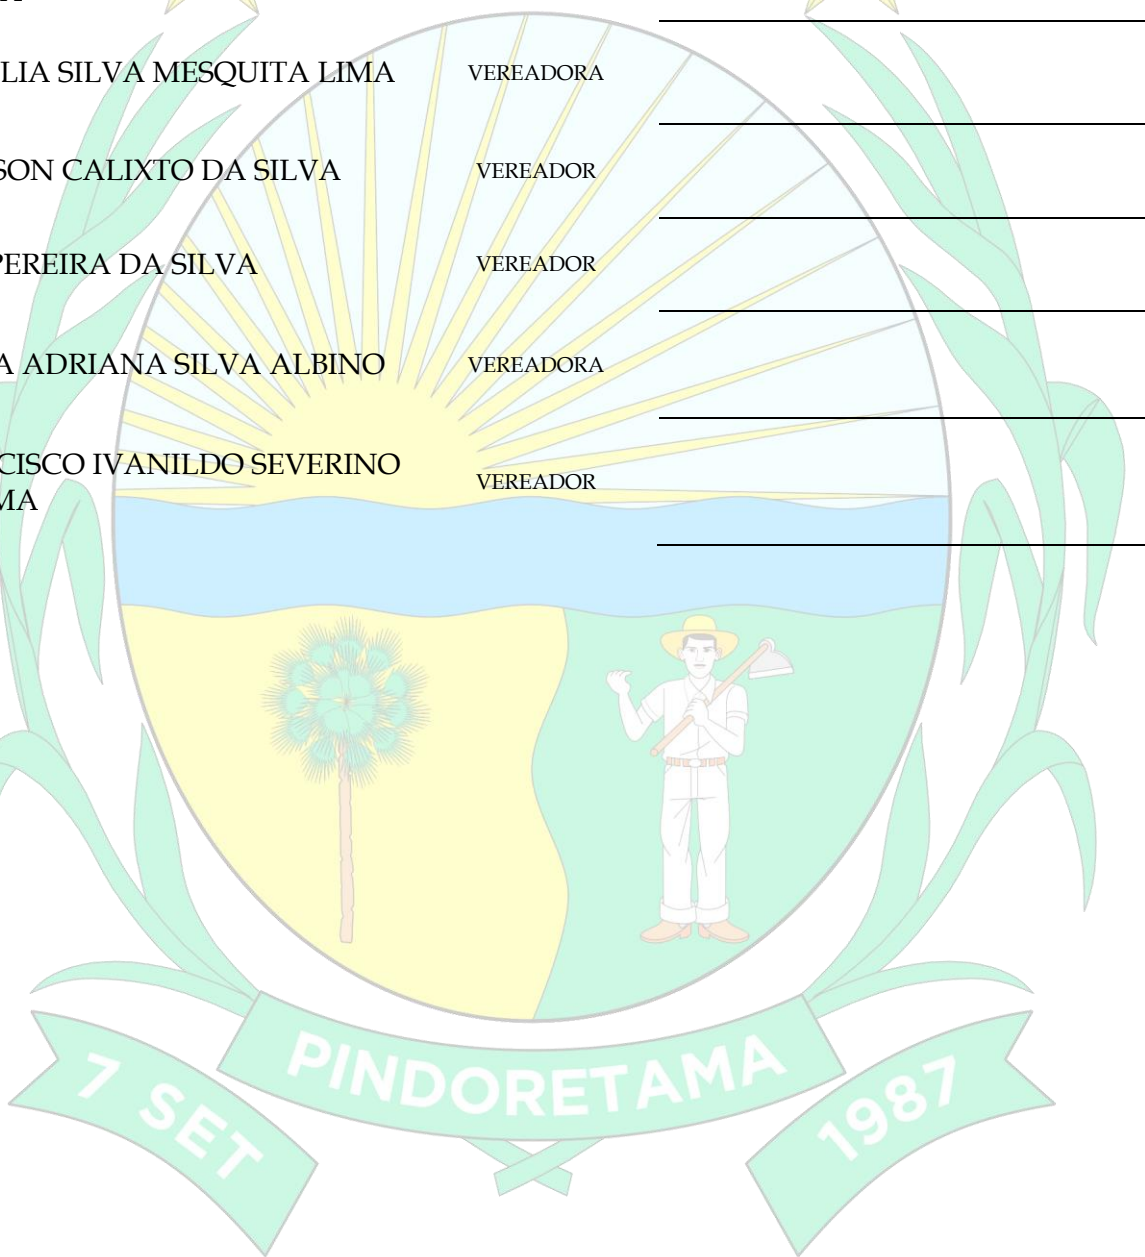 LIA SILVA MESQUITA LIMA VEREADORA
SON CALIXTO DA SILVA VEREADOR
PEREIRA DA SILVA VEREADOR
A ADRIANA SILVA ALBINO VEREADORA
CISCO IVANILDO SEVERINO VEREADOR
MA
7 SET PINDORETAMA 1987